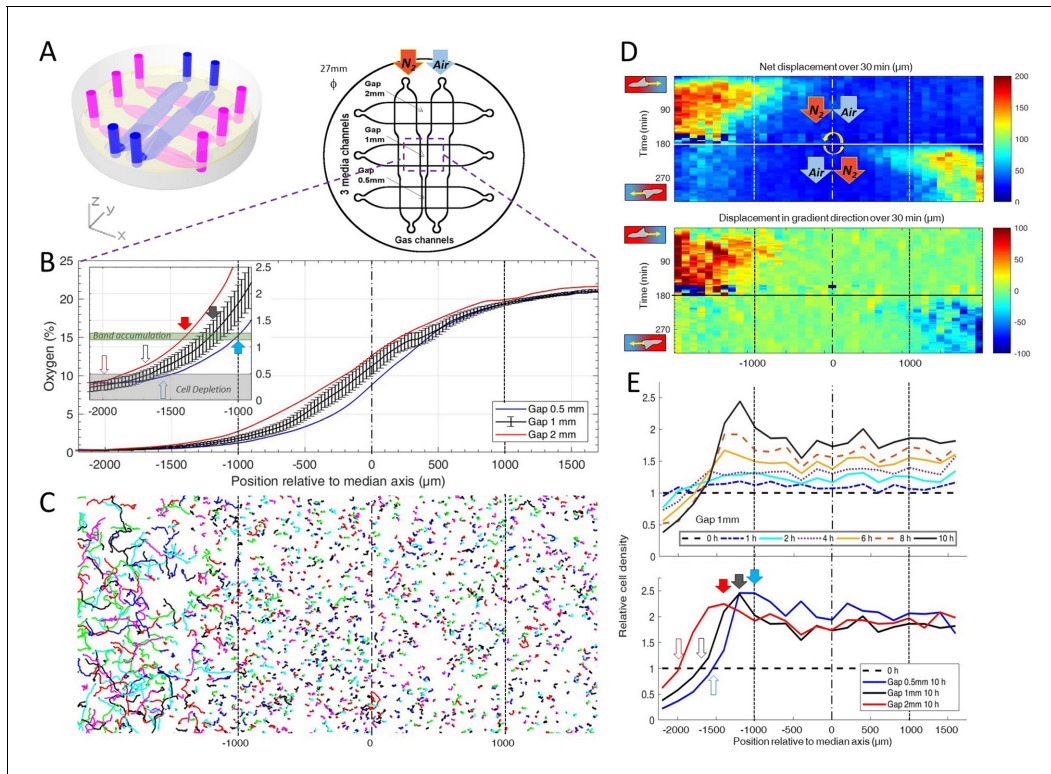 A
27mm
ϕ
N2
Air
Gap
2mm
Gap
1mm
Gap
0.5mm
3 media channels
Gas channels
z
y
x
B
Oxygen (%)
25
20
15
10
5
0
2.5
2
1.5
1
0.5
0
Band accumulation
Cell Depletion
-2000
-1500
-1000
Gap 0.5 mm
Gap 1 mm
Gap 2 mm
-2000
-1500
-1000
-500
0
500
1000
1500
Position relative to median axis (µm)
C
-1000
0
1000
D
Net displacement over 30 min (µm)
Time (min)
90
180
270
N2
Air
Air
N2
200
150
100
50
0
Displacement in gradient direction over 30 min (µm)
Time (min)
90
180
270
100
50
0
-50
-100
-1000
0
1000
E
Relative cell density
2.5
2
1.5
1
0.5
0
Gap 1mm
0 h
1 h
2 h
4 h
6 h
8 h
10 h
2.5
2
1.5
1
0.5
0
0 h
Gap 0.5mm 10 h
Gap 1mm 10 h
Gap 2mm 10 h
-2000
-1500
-1000
-500
0
500
1000
1500
Position relative to median axis (µm)